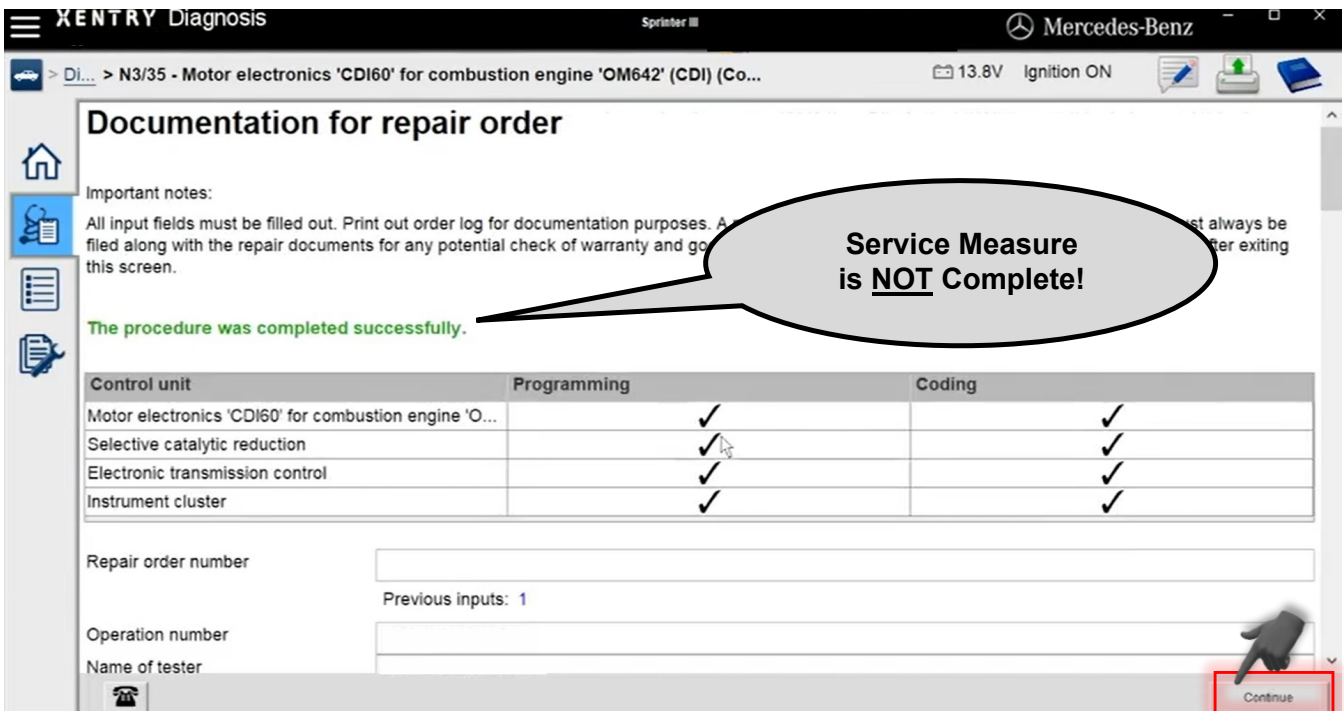 XENTRY Diagnosis
Sprinter III
Mercedes-Benz
> Di... > N3/35 - Motor electronics 'CDI60' for combustion engine 'OM642' (CDI) (Co...
13.8V Ignition ON
Documentation for repair order
Important notes:
All input fields must be filled out. Print out order log for documentation purposes. A
st always be
filed along with the repair documents for any potential check of warranty and go
fter exiting
this screen.
Service Measure
is NOT Complete!
The procedure was completed successfully.
Control unit Programming Coding
Motor electronics 'CDI60' for combustion engine 'O... ✓ ✓
Selective catalytic reduction ✓ ✓
Electronic transmission control ✓ ✓
Instrument cluster ✓ ✓
Repair order number
Previous inputs: 1
Operation number
Name of tester
Continue